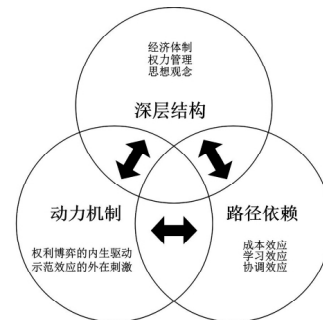 经济体制
权力管理
思想观念
深层结构
动力机制
权利博弈的内生驱动
示范效应的外在刺激
路径依赖
成本效应
学习效应
协调效应